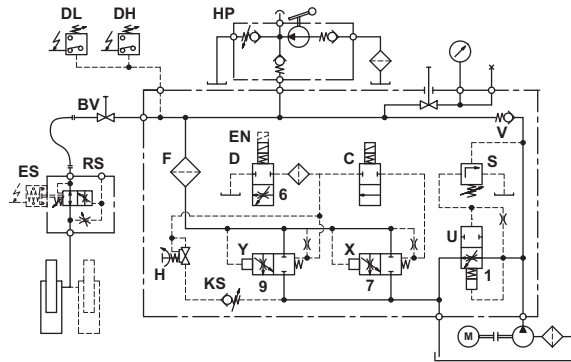 DL DH HP
BV
EN V
F D C S
ES RS
6
U
Y X
H 9 7 1
KS
M